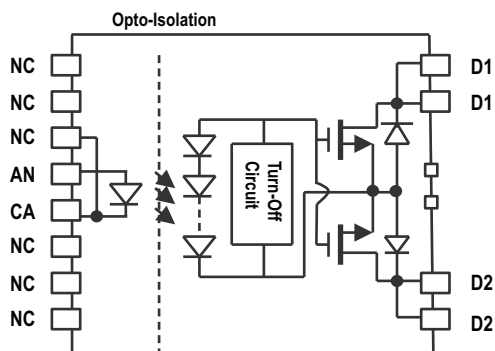 Opto-Isolation
NC
NC
NC
AN
CA
NC
NC
NC
Turn-Off
Circuit
D1
D1
D2
D2